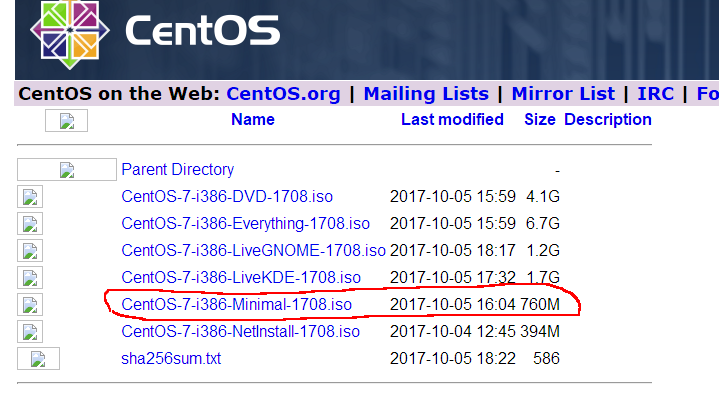 CentOS
CentOS on the Web: CentOS.org | Mailing Lists | Mirror List | IRC |
Name Last modified Size Description
Parent Directory -
CentOS-7-i386-DVD-1708.iso 2017-10-05 15:59 4.1G
CentOS-7-i386-Everything-1708.iso 2017-10-05 15:59 6.7G
CentOS-7-i386-LiveGNOME-1708.iso 2017-10-05 18:17 1.2G
CentOS-7-i386-LiveKDE-1708.iso 2017-10-05 17:32 1.7G
CentOS-7-i386-Minimal-1708.iso 2017-10-05 16:04 760M
CentOS-7-i386-NetInstall-1708.iso 2017-10-04 12:45 394M
sha256sum.txt 2017-10-05 18:22 586